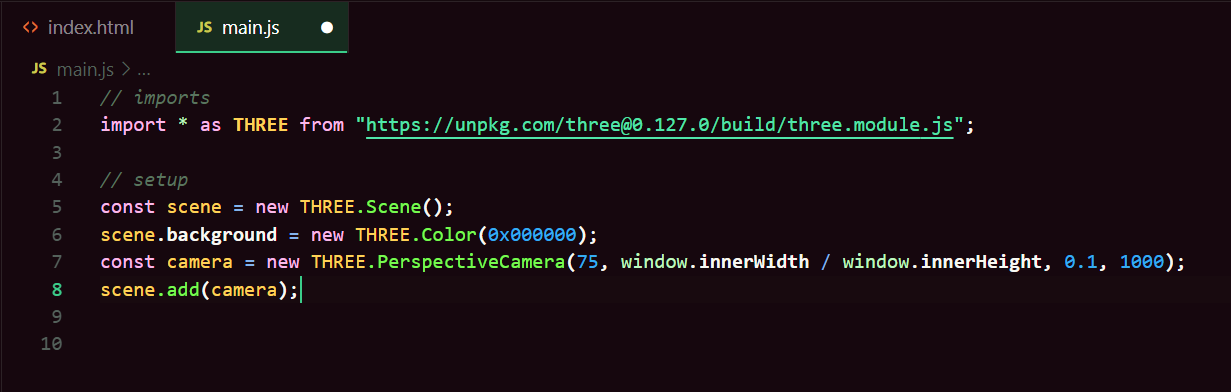 <> index.html JS main.js
JS main.js > ...
1 // imports
2 import * as THREE from "https://unpkg.com/three@0.127.0/build/three.module.js";
3
4 // setup
5 const scene = new THREE.Scene();
6 scene.background = new THREE.Color(0x000000);
7 const camera = new THREE.PerspectiveCamera(75, window.innerWidth / window.innerHeight, 0.1, 1000);
8 scene.add(camera);
9
10